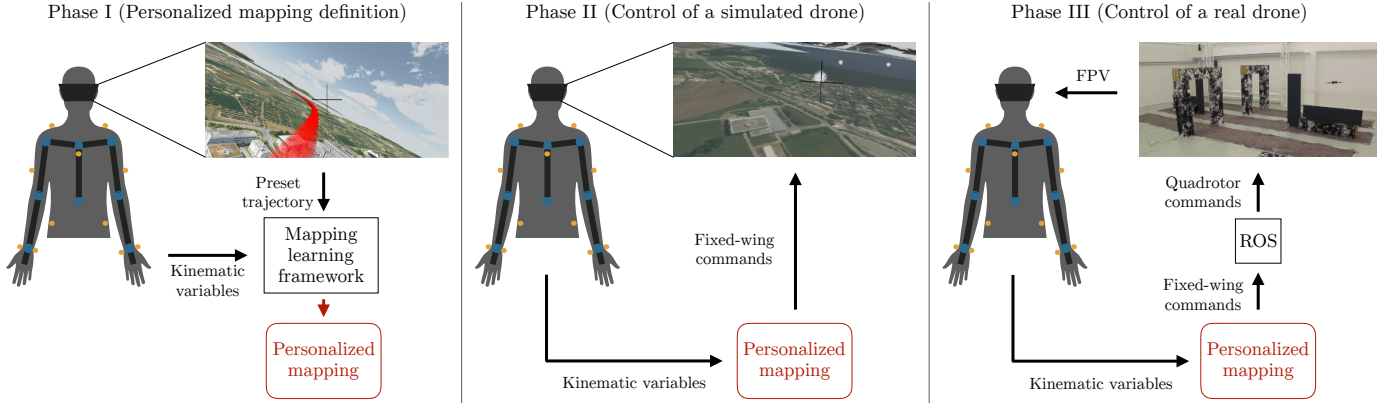 Phase I (Personalized mapping definition)
Preset
trajectory
Mapping
learning
framework
Kinematic
variables
Personalized
mapping
Phase II (Control of a simulated drone)
Fixed-wing
commands
Personalized
mapping
Kinematic variables
Phase III (Control of a real drone)
FPV
Quadrotor
commands
ROS
Fixed-wing
commands
Personalized
mapping
Kinematic variables